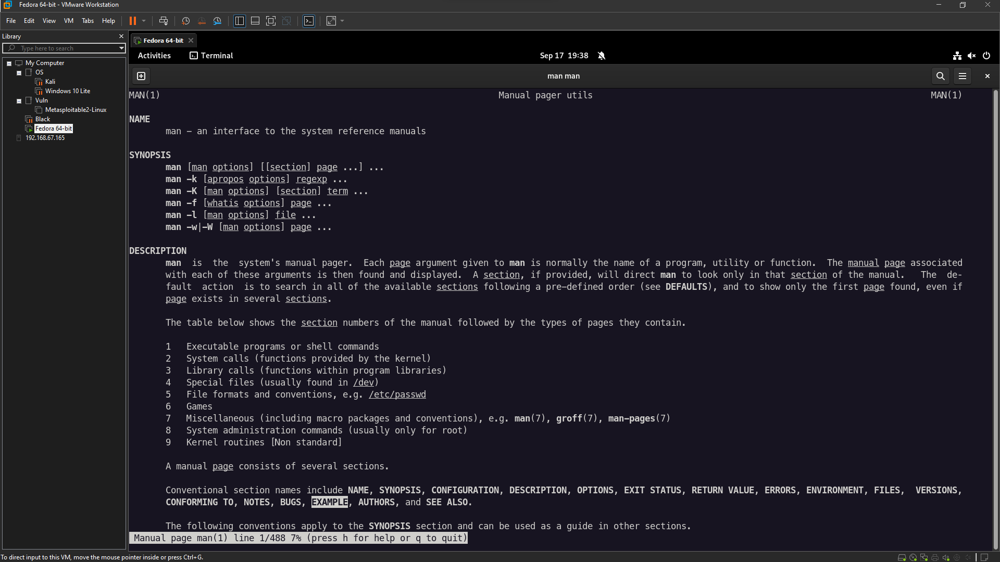 Fedora 64-bit - VMware Workstation
File Edit View VM Tabs Help
Library
Type here to search
My Computer
OS
Kali
Windows 10 Lite
Vuln
Metasploitable2-Linux
Black
Fedora 64-bit
192.168.67.165
Fedora 64-bit
Activities Terminal Sep 17 19:38
man man
MAN(1) Manual pager utils MAN(1)
NAME
man - an interface to the system reference manuals
SYNOPSIS
man [man options] [[section] page ...] ...
man -k [apropos options] regexp ...
man -K [man options] [section] term ...
man -f [whatis options] page ...
man -l [man options] file ...
man -w|-W [man options] page ...
DESCRIPTION
man is the system's manual pager. Each page argument given to man is normally the name of a program, utility or function. The manual page associated
with each of these arguments is then found and displayed. A section, if provided, will direct man to look only in that section of the manual. The de-
fault action is to search in all of the available sections following a pre-defined order (see DEFAULTS), and to show only the first page found, even if
page exists in several sections.
The table below shows the section numbers of the manual followed by the types of pages they contain.
1 Executable programs or shell commands
2 System calls (functions provided by the kernel)
3 Library calls (functions within program libraries)
4 Special files (usually found in /dev)
5 File formats and conventions, e.g. /etc/passwd
6 Games
7 Miscellaneous (including macro packages and conventions), e.g. man(7), groff(7), man-pages(7)
8 System administration commands (usually only for root)
9 Kernel routines [Non standard]
A manual page consists of several sections.
Conventional section names include NAME, SYNOPSIS, CONFIGURATION, DESCRIPTION, OPTIONS, EXIT STATUS, RETURN VALUE, ERRORS, ENVIRONMENT, FILES, VERSIONS,
CONFORMING TO, NOTES, BUGS, EXAMPLE, AUTHORS, and SEE ALSO.
The following conventions apply to the SYNOPSIS section and can be used as a guide in other sections.
Manual page man(1) line 1/488 7% (press h for help or q to quit)
To direct input to this VM, move the mouse pointer inside or press Ctrl+G.